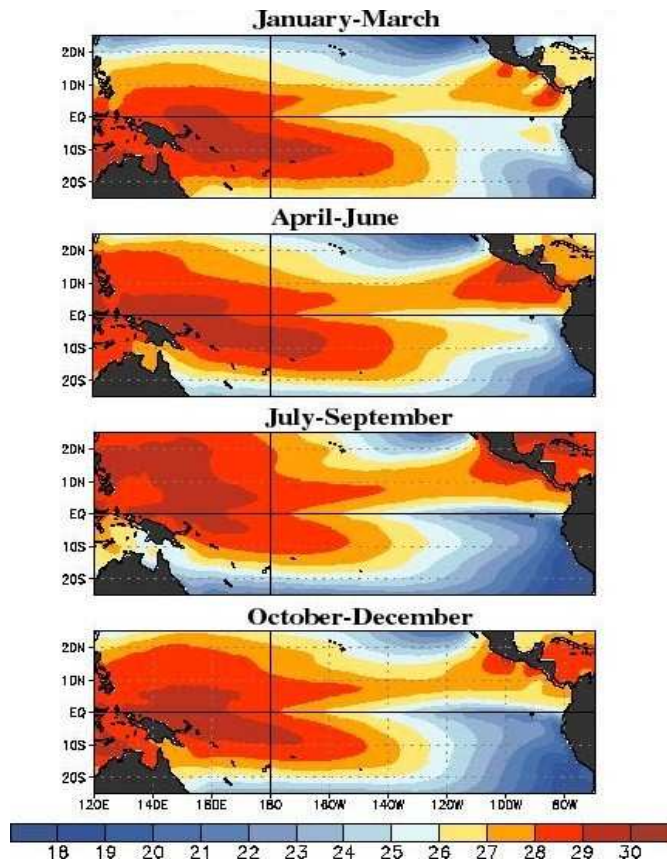 January-March
20N
10N
EQ
10S
20S
April-June
20N
10N
EQ
10S
20S
July-September
20N
10N
EQ
10S
20S
October-December
20N
10N
EQ
10S
20S
120E 140E 160E 180 160W 140W 120W 100W 80W
18 19 20 21 22 23 24 25 26 27 28 29 30